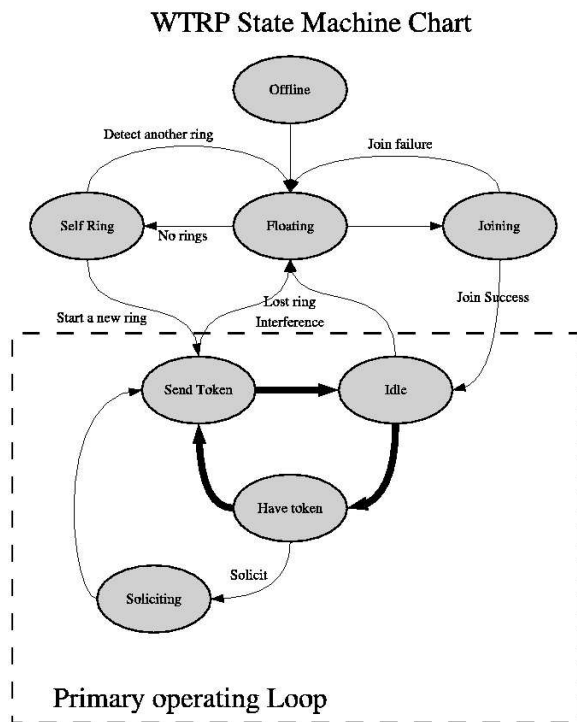 WTRP State Machine Chart
Offline
Detect another ring
Join failure
Self Ring
No rings
Floating
Joining
Start a new ring
Lost ring
Interference
Join Success
Send Token
Idle
Have token
Solicit
Soliciting
Primary operating Loop